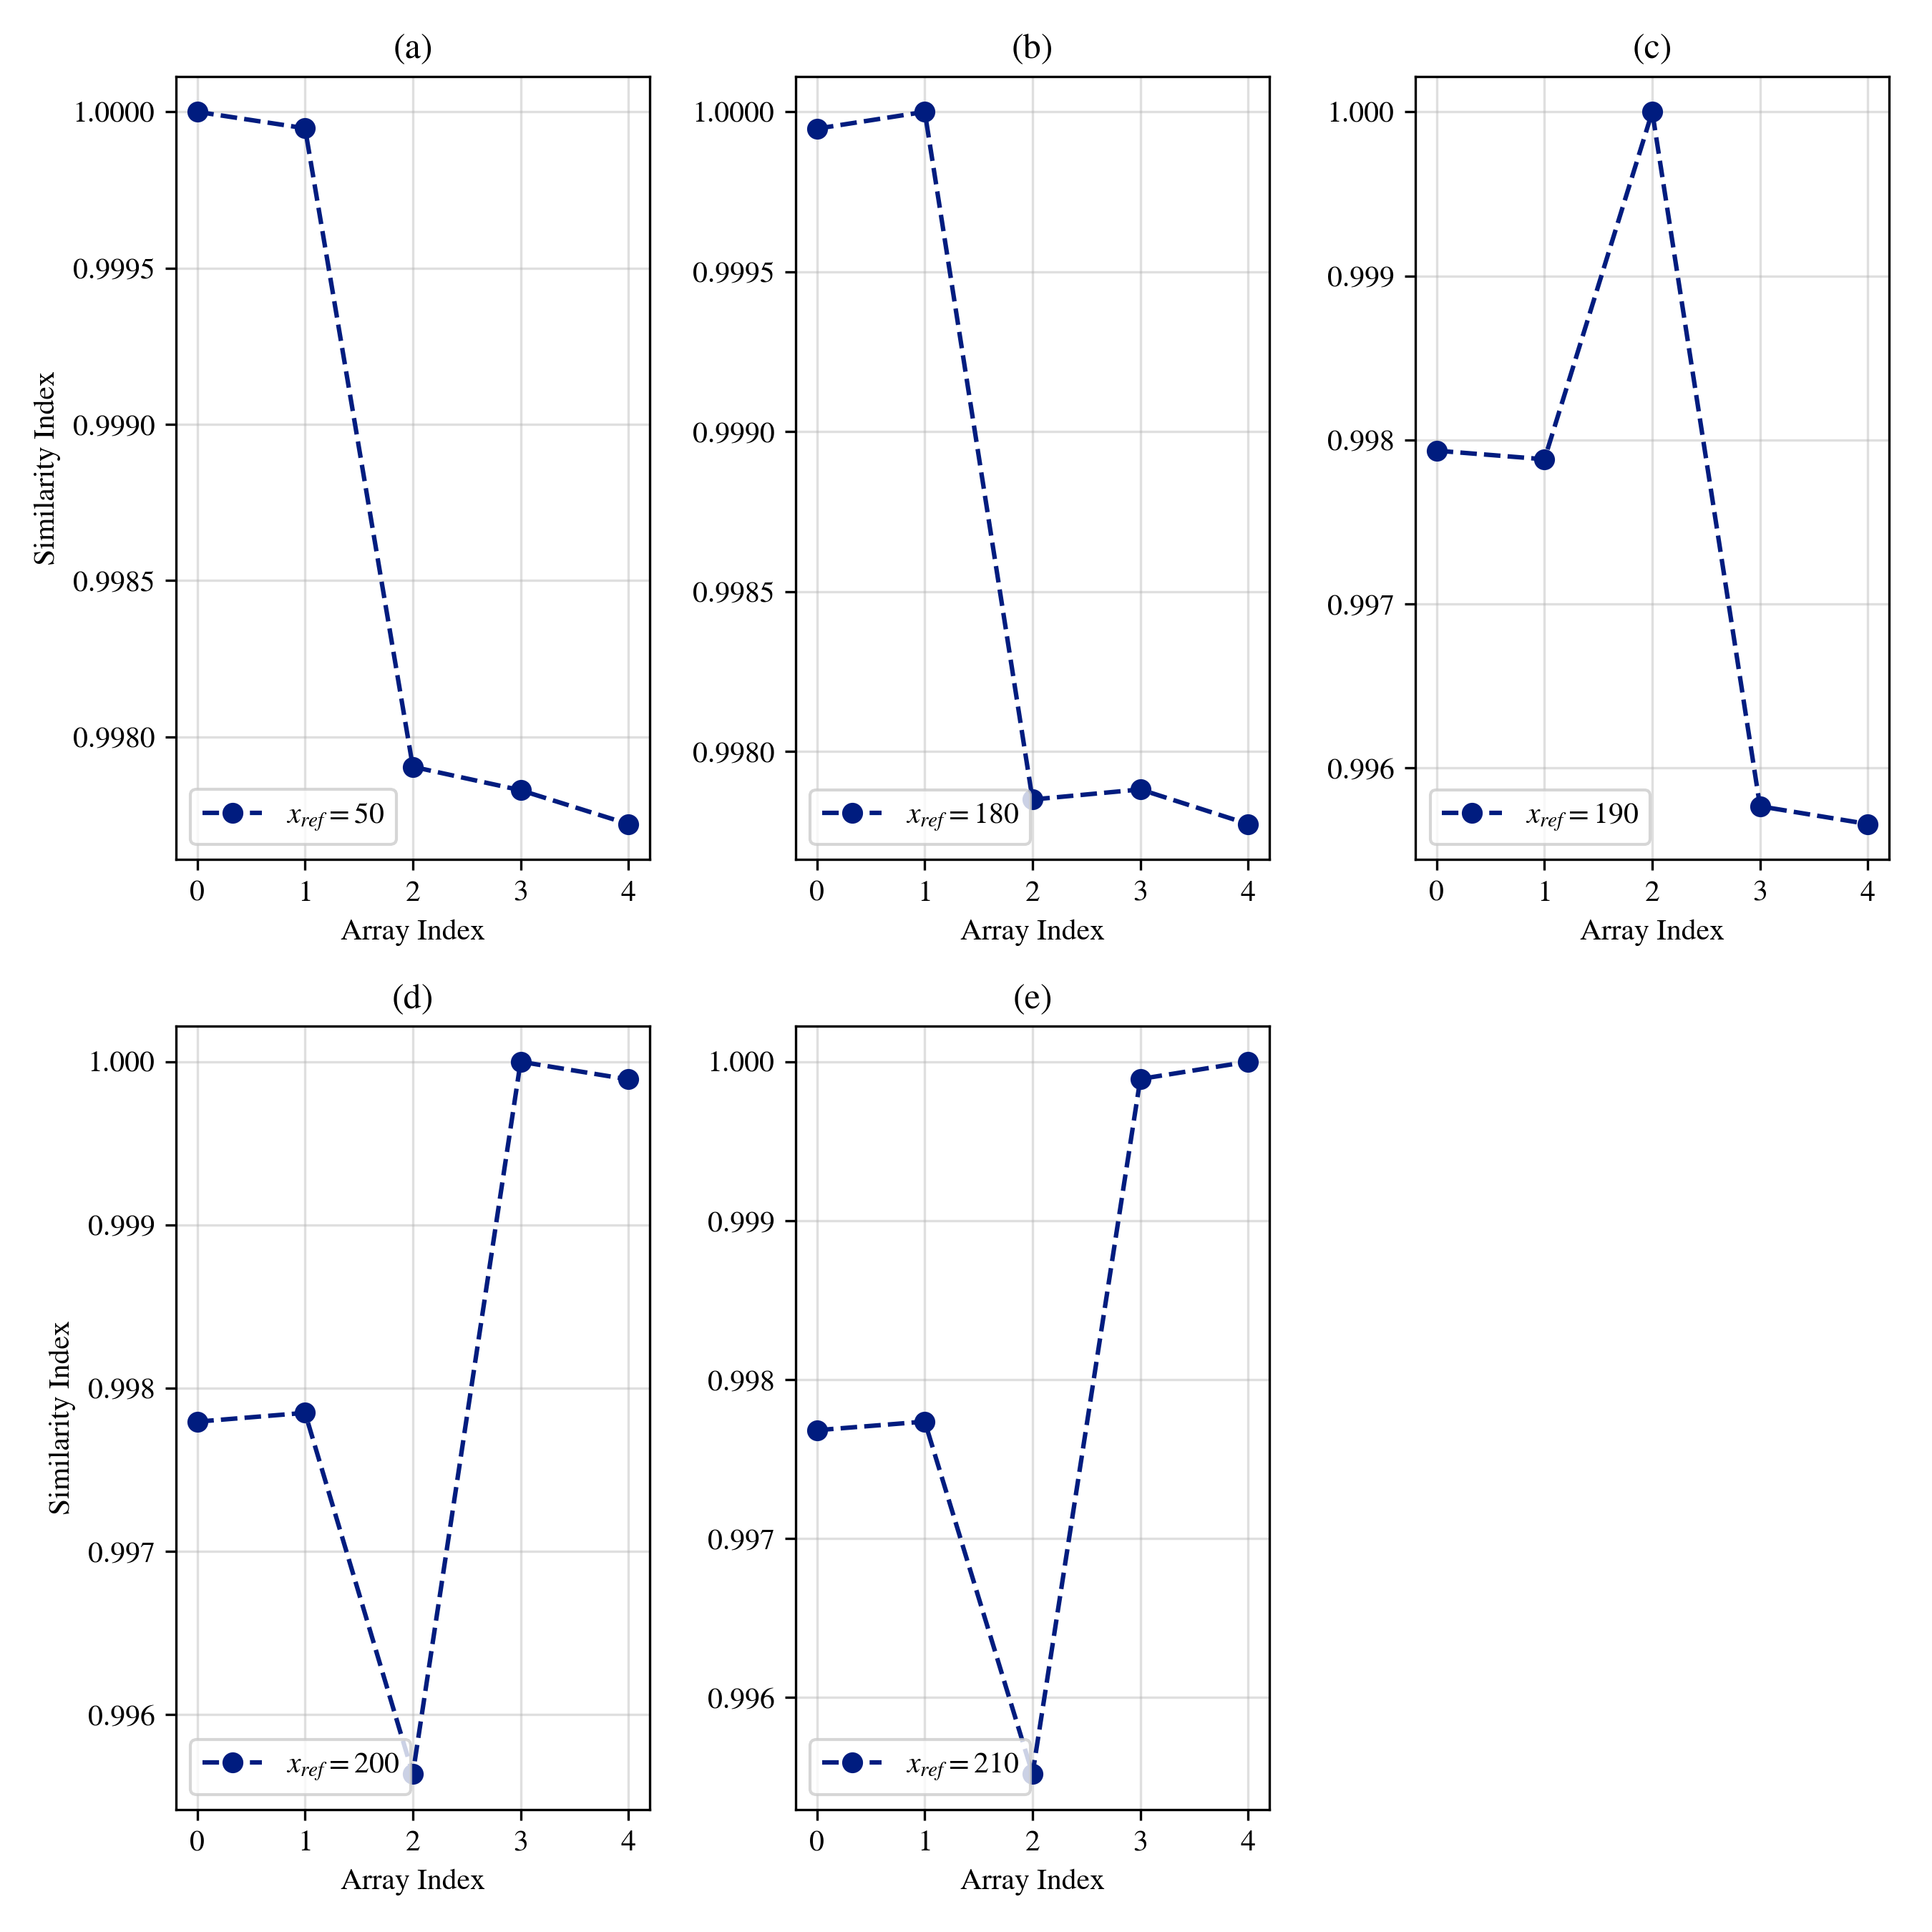 (a)
1.0000
0.9995
0.9990
0.9985
0.9980
Similarity Index
x_ref = 50
0 1 2 3 4
Array Index
(b)
1.0000
0.9995
0.9990
0.9985
0.9980
x_ref = 180
0 1 2 3 4
Array Index
(c)
1.000
0.999
0.998
0.997
0.996
x_ref = 190
0 1 2 3 4
Array Index
(d)
1.000
0.999
0.998
0.997
0.996
Similarity Index
x_ref = 200
0 1 2 3 4
Array Index
(e)
1.000
0.999
0.998
0.997
0.996
x_ref = 210
0 1 2 3 4
Array Index